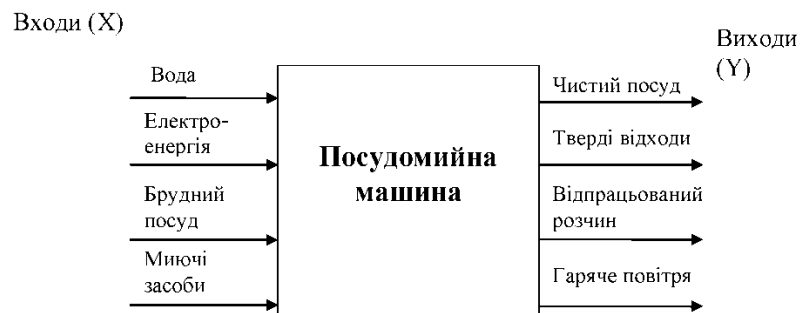 Входи (X)
Виходи
(Y)
Вода
Електро-
енергія
Брудний
посуд
Миючі
засоби
Посудомийна
машина
Чистий посуд
Тверді відходи
Відпрацьований
розчин
Гаряче повітря